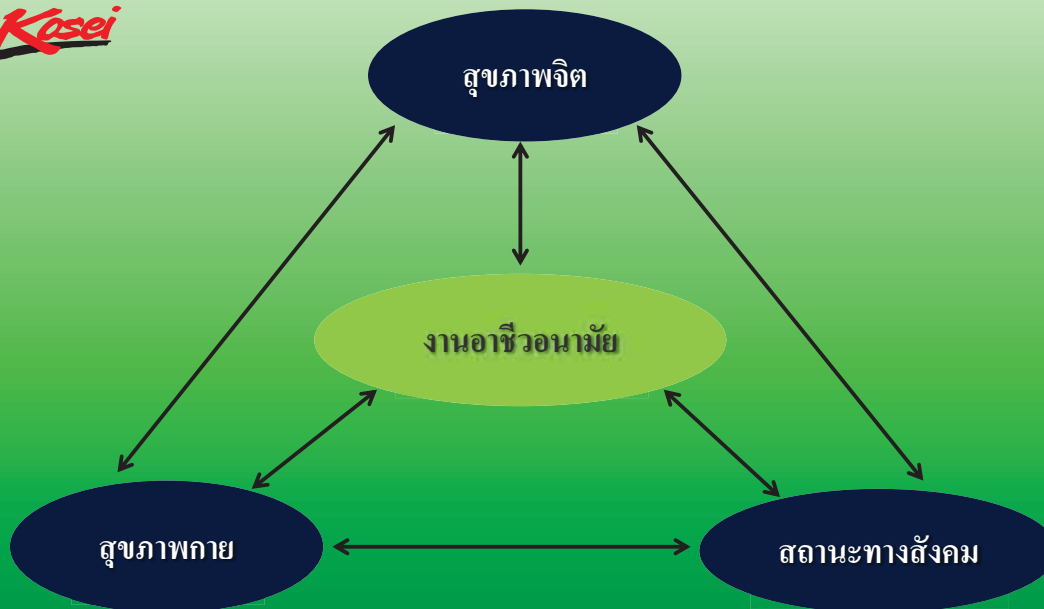 Kosei
สุขภาพจิต
งานอาชีวอนามัย
สุขภาพกาย
สถานะทางสังคม